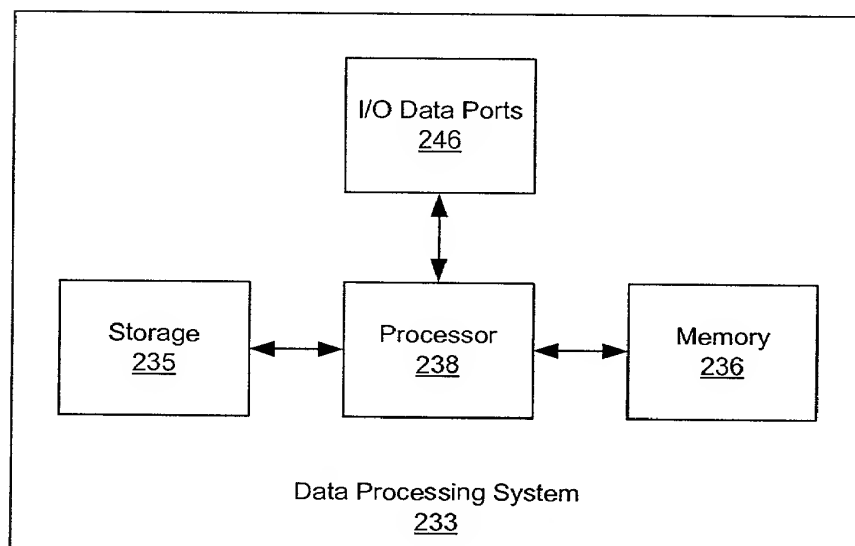 I/O Data Ports
246
Storage
235
Processor
238
Memory
236
Data Processing System
233